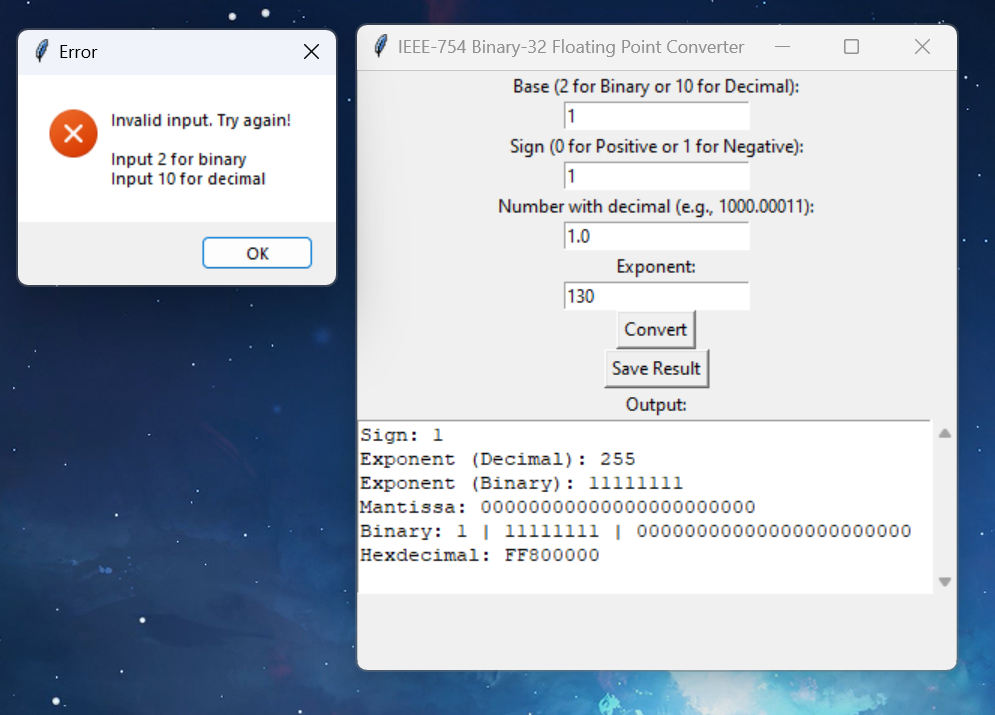 Error
Invalid input. Try again!
Input 2 for binary
Input 10 for decimal
OK
IEEE-754 Binary-32 Floating Point Converter
Base (2 for Binary or 10 for Decimal):
1
Sign (0 for Positive or 1 for Negative):
1
Number with decimal (e.g., 1000.00011):
1.0
Exponent:
130
Convert
Save Result
Output:
Sign: 1
Exponent (Decimal): 255
Exponent (Binary): 11111111
Mantissa: 00000000000000000000000
Binary: 1 | 11111111 | 00000000000000000000000
Hexdecimal: FF800000